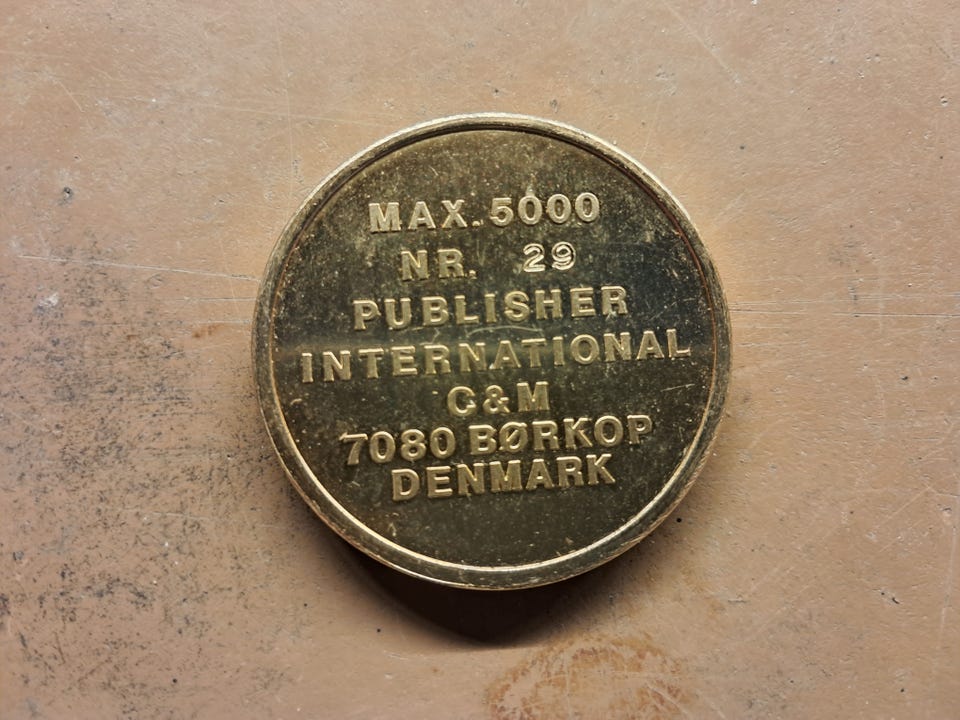 MAX. 5000
NR. 29
PUBLISHER
INTERNATIONAL
C&M
7080 BØRKOP
DENMARK